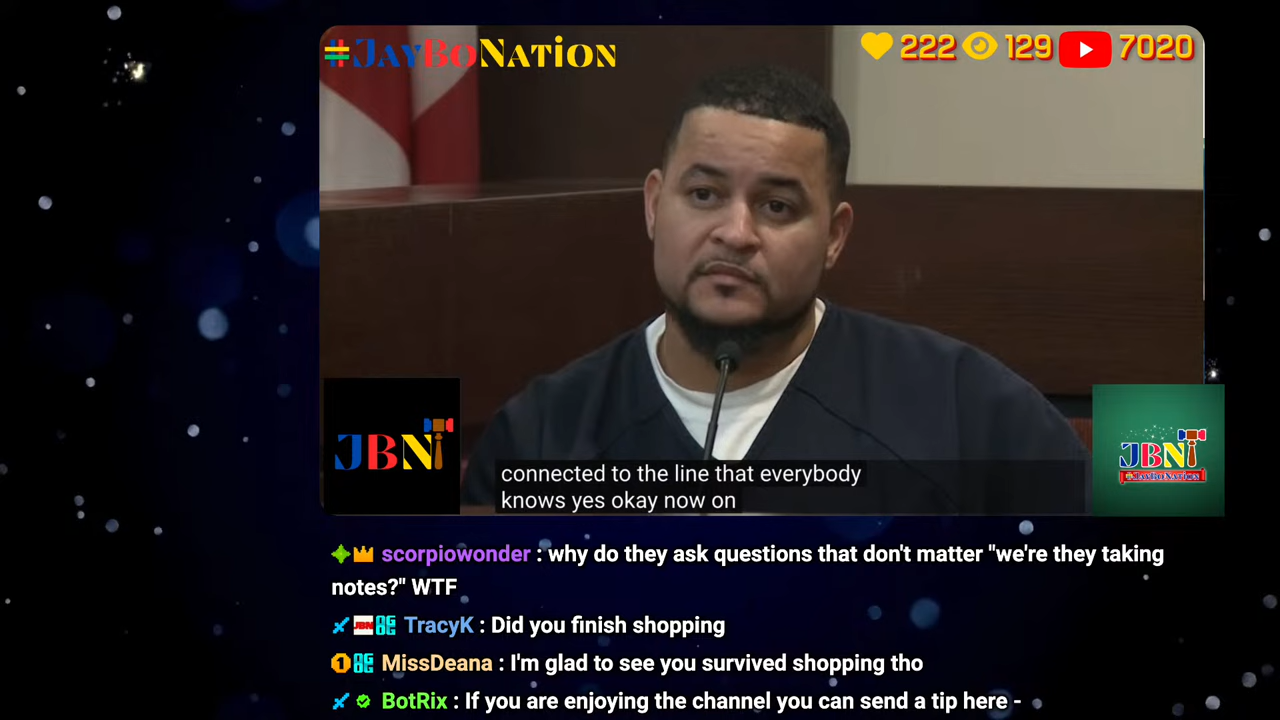 #JayBoNation
222 129 7020
JBN
JBN
#JayBoNation
connected to the line that everybody
knows yes okay now on
scorpiowonder : why do they ask questions that don't matter "we're they taking
notes?" WTF
JBN TracyK : Did you finish shopping
1 MissDeana : I'm glad to see you survived shopping tho
BotRix : If you are enjoying the channel you can send a tip here -